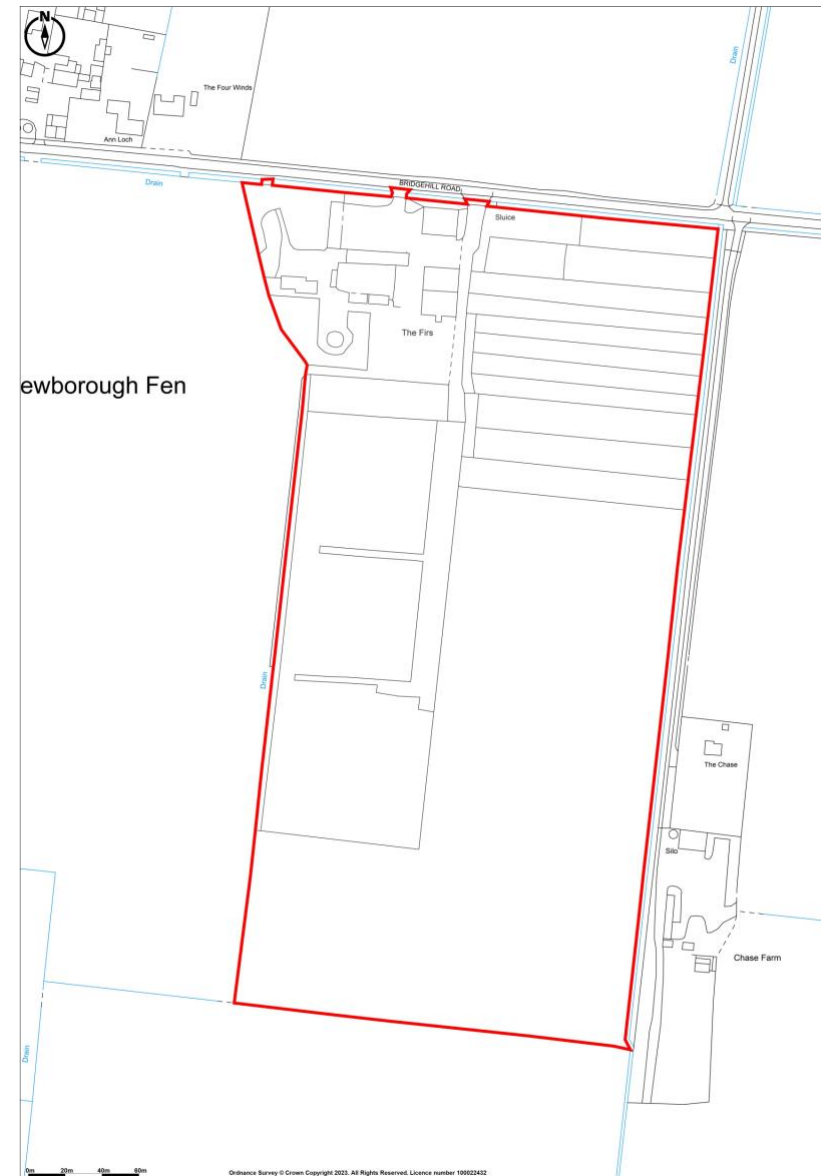 N
The Four Winds
Drain
Ann Loch
Drain
BRIDGEHILL ROAD
Sluice
The Firs
ewborough Fen
Drain
The Chase
Silo
Chase Farm
Drain
0m 20m 40m 60m
Ordnance Survey © Crown Copyright 2023. All Rights Reserved. Licence number 100022432